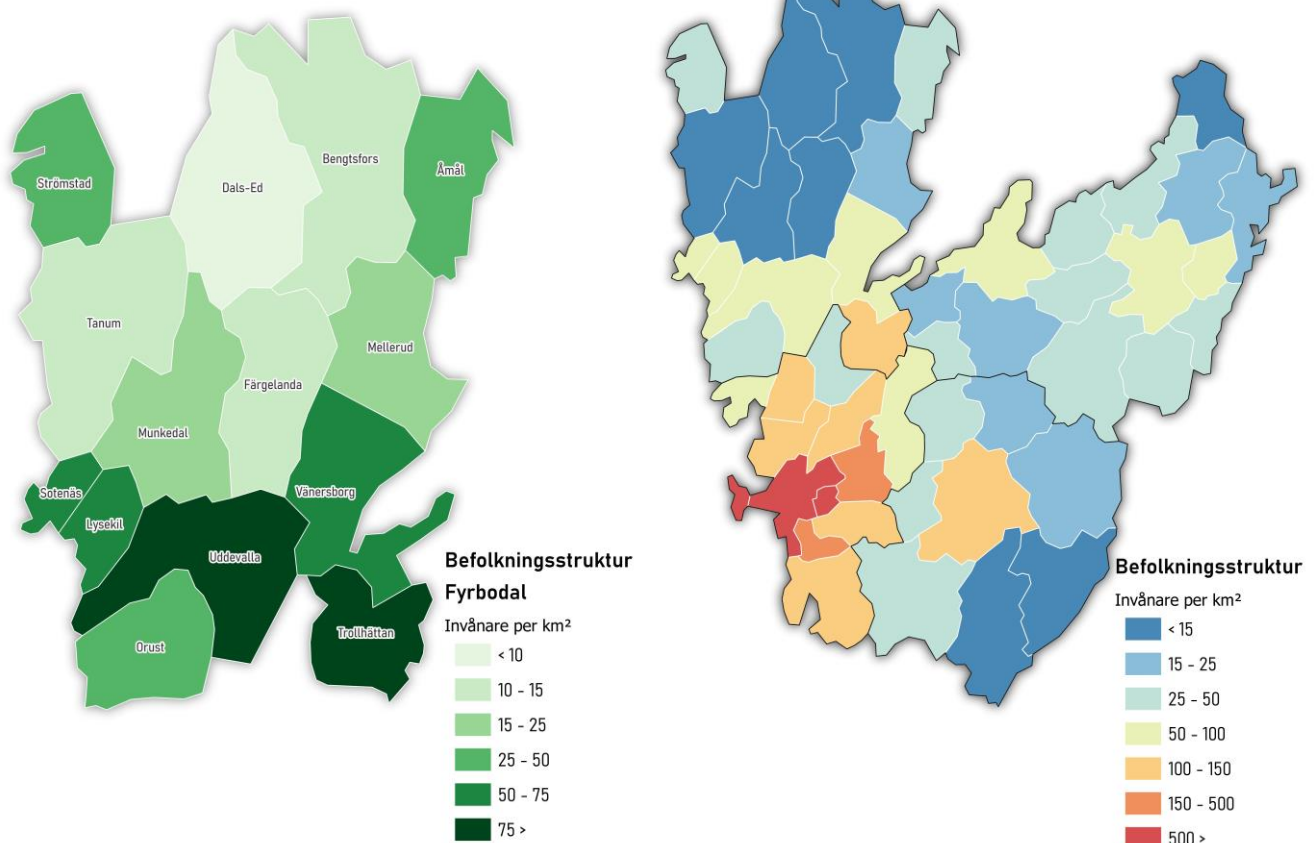 Bengtsfors
Åmål
Strömstad
Dals-Ed
Tanum
Mellerud
Färgelanda
Munkedal
Sotenäs
Vänersborg
Lysekil
Uddevalla
Orust
Trollhättan
Befolkningsstruktur
Fyrbodal
Invånare per km²
< 10
10 - 15
15 - 25
25 - 50
50 - 75
75 >
Befolkningsstruktur
Invånare per km²
< 15
15 - 25
25 - 50
50 - 100
100 - 150
150 - 500
500 >